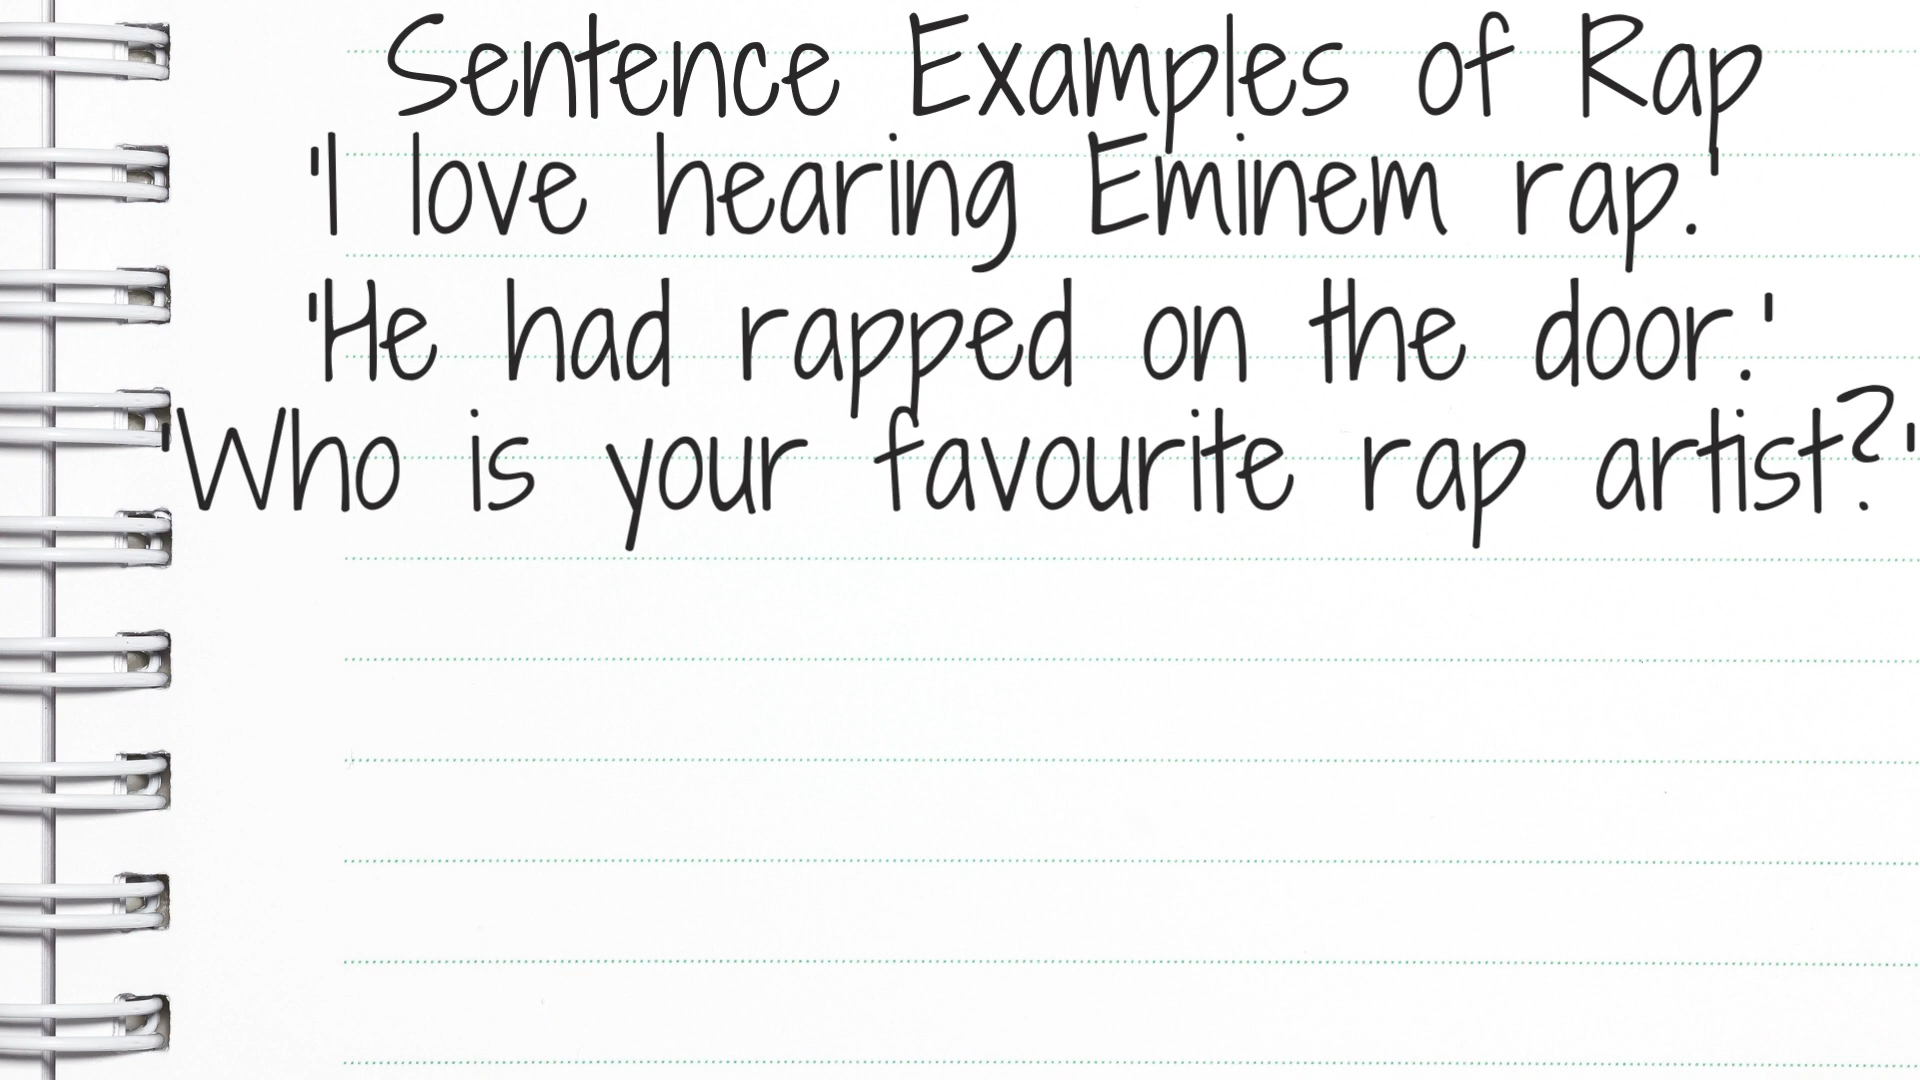 Sentence Examples of Rap
'I love hearing Eminem rap.'
'He had rapped on the door.'
'Who is your favourite rap artist?'